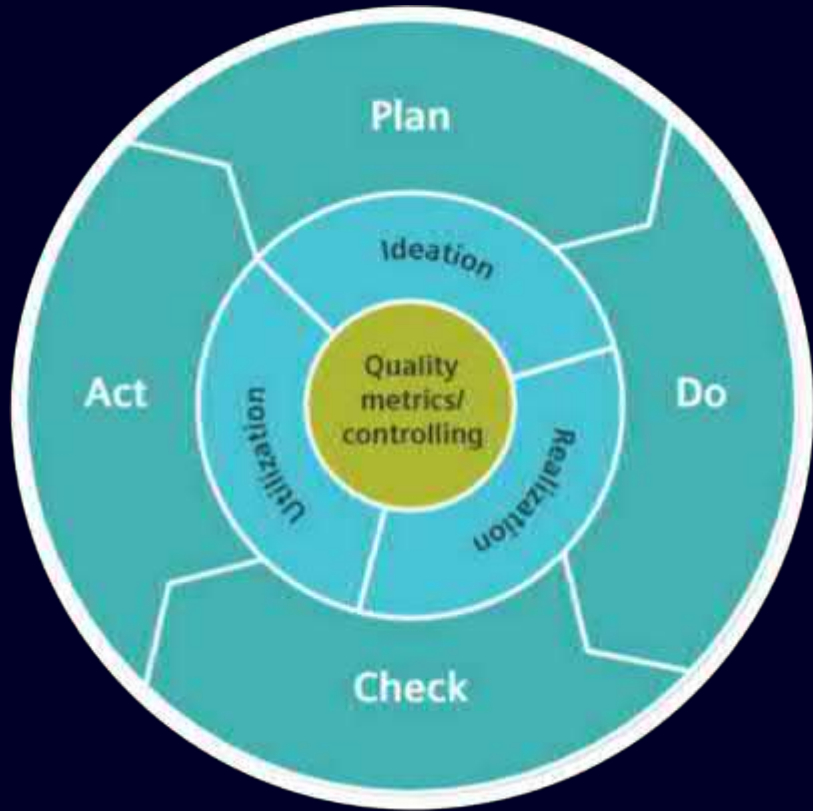 Plan
Ideation
Quality
metrics/
controlling
Act
Do
Utilization
Realization
Check